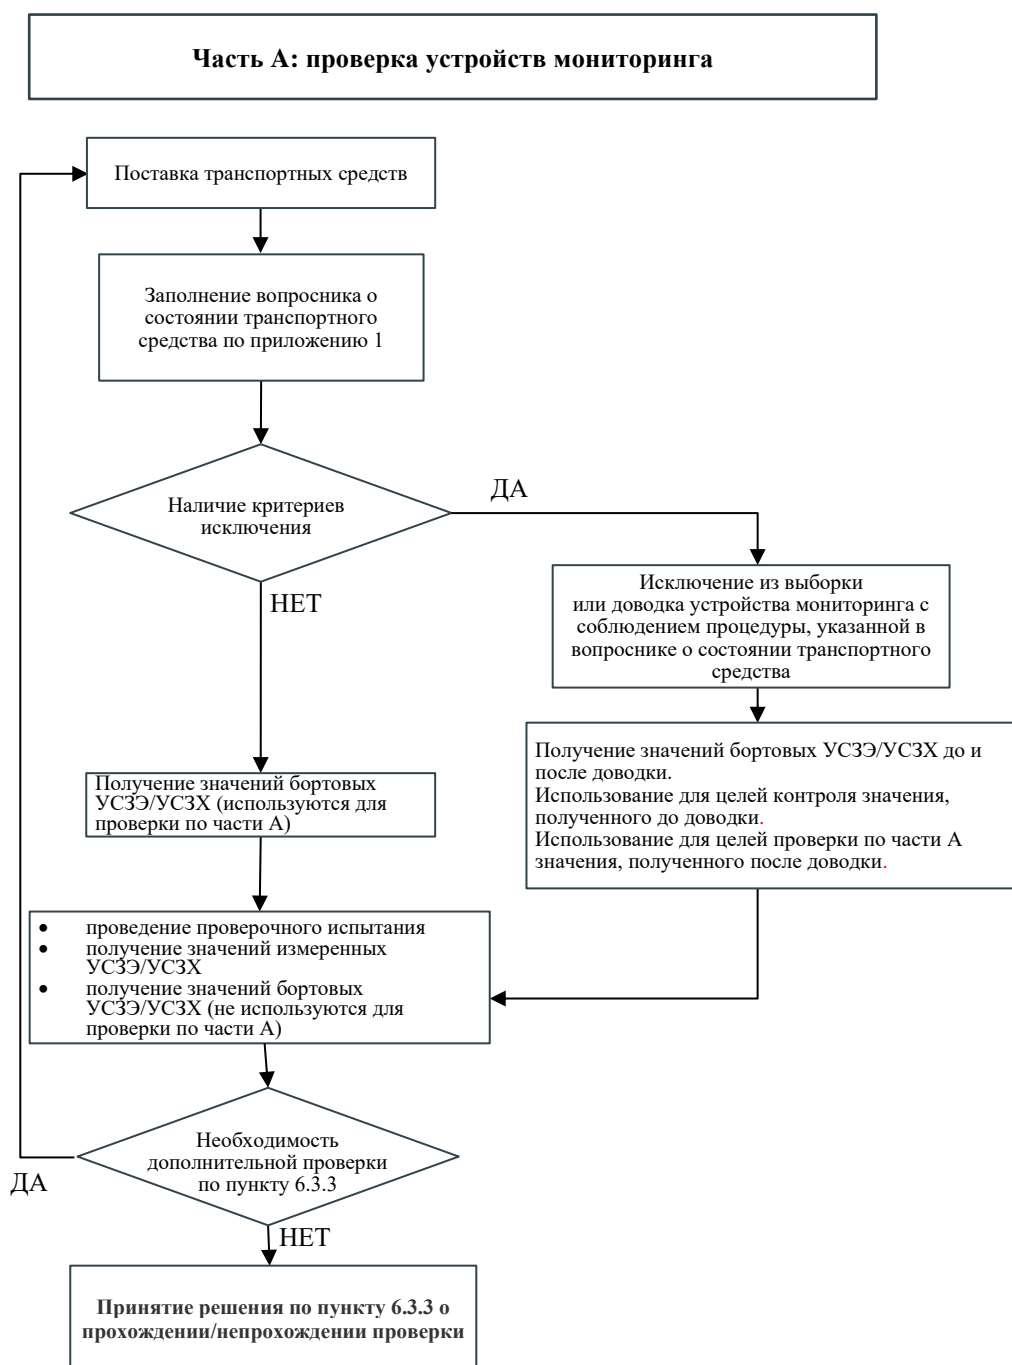 Часть А: проверка устройств мониторинга
Поставка транспортных средств
Заполнение вопросника о
состоянии транспортного
средства по приложению 1
Наличие критериев
исключения
ДА
НЕТ
Исключение из выборки
или доводка устройства мониторинга с
соблюдением процедуры, указанной в
вопроснике о состоянии транспортного
средства
Получение значений бортовых УСЗЭ/УСЗХ до и
после доводки.
Использование для целей контроля значения,
полученного до доводки.
Использование для целей проверки по части А
значения, полученного после доводки.
Получение значений бортовых
УСЗЭ/УСЗХ (используются для
проверки по части А)
• проведение проверочного испытания
• получение значений измеренных
УСЗЭ/УСЗХ
• получение значений бортовых
УСЗЭ/УСЗХ (не используются для
проверки по части А)
Необходимость
дополнительной проверки
по пункту 6.3.3
ДА
НЕТ
Принятие решения по пункту 6.3.3 о
прохождении/непрохождении проверки